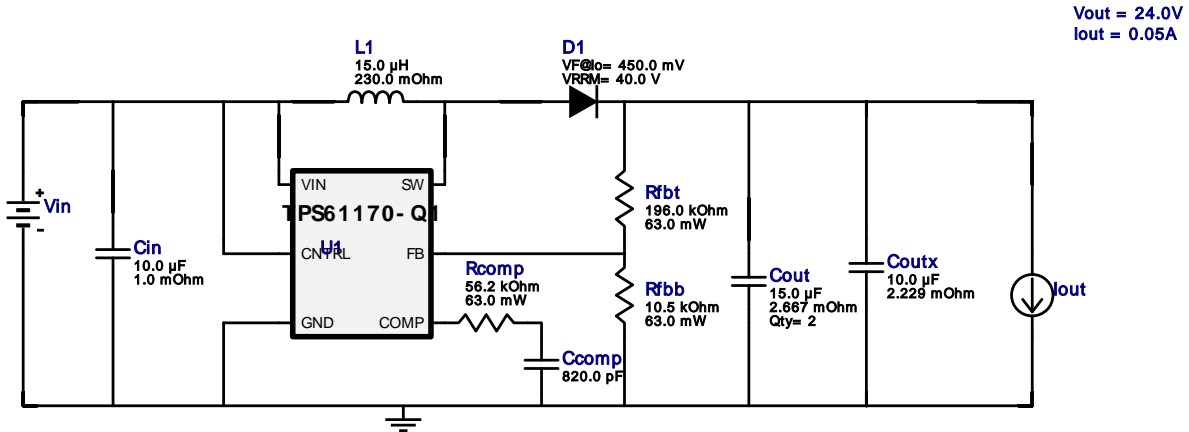 Vout = 24.0V
Iout = 0.05A
L1
15.0 µH
230.0 mOhm
D1
VF@Io= 450.0 mV
VRRM= 40.0 V
VIN
SW
TPS61170-Q1
U1
CNTRL
FB
GND
COMP
+
Vin
-
Cin
10.0 µF
1.0 mOhm
Rcomp
56.2 kOhm
63.0 mW
Ccomp
820.0 pF
Rfbt
196.0 kOhm
63.0 mW
Rfbb
10.5 kOhm
63.0 mW
Cout
15.0 µF
2.667 mOhm
Qty= 2
Coutx
10.0 µF
2.229 mOhm
Iout